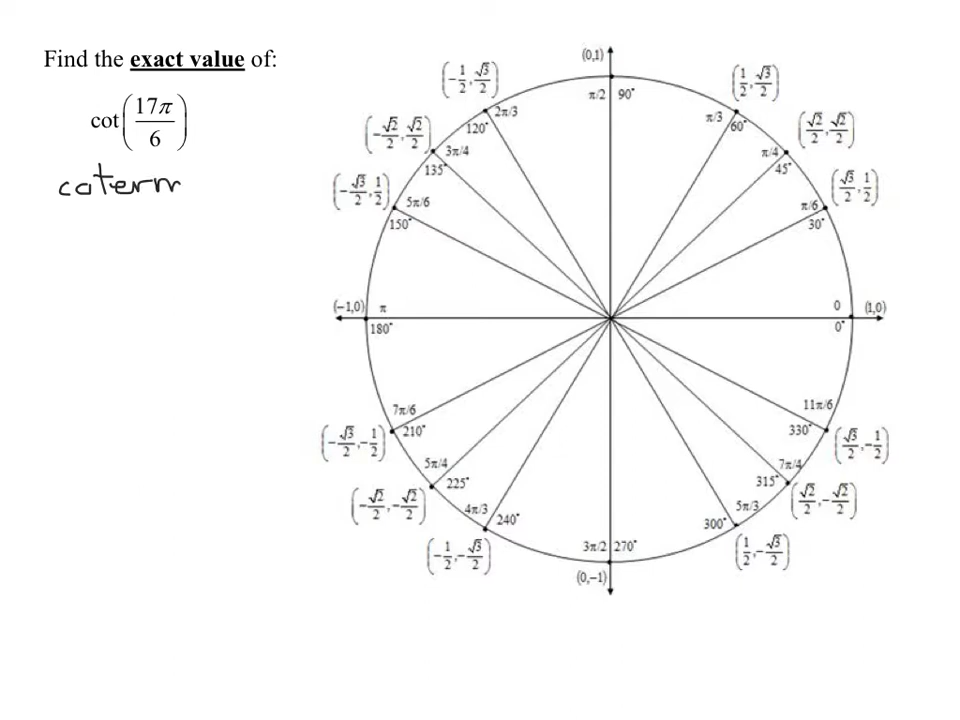 Find the exact value of:
cot(17π/6)
coterm
(0,1)
(-1/2, √3/2)
(1/2, √3/2)
π/2 90°
2π/3
120°
π/3
60°
(-√2/2, √2/2)
(√2/2, √2/2)
3π/4
135°
π/4
45°
(-√3/2, 1/2)
(√3/2, 1/2)
5π/6
150°
π/6
30°
(-1,0) π
180°
0 (1,0)
0°
7π/6
210°
(-√3/2, -1/2)
11π/6
330°
(√3/2, -1/2)
5π/4
225°
(-√2/2, -√2/2)
7π/4
315°
(√2/2, -√2/2)
4π/3
240°
(-1/2, -√3/2)
5π/3
300°
(1/2, -√3/2)
3π/2 270°
(0,-1)